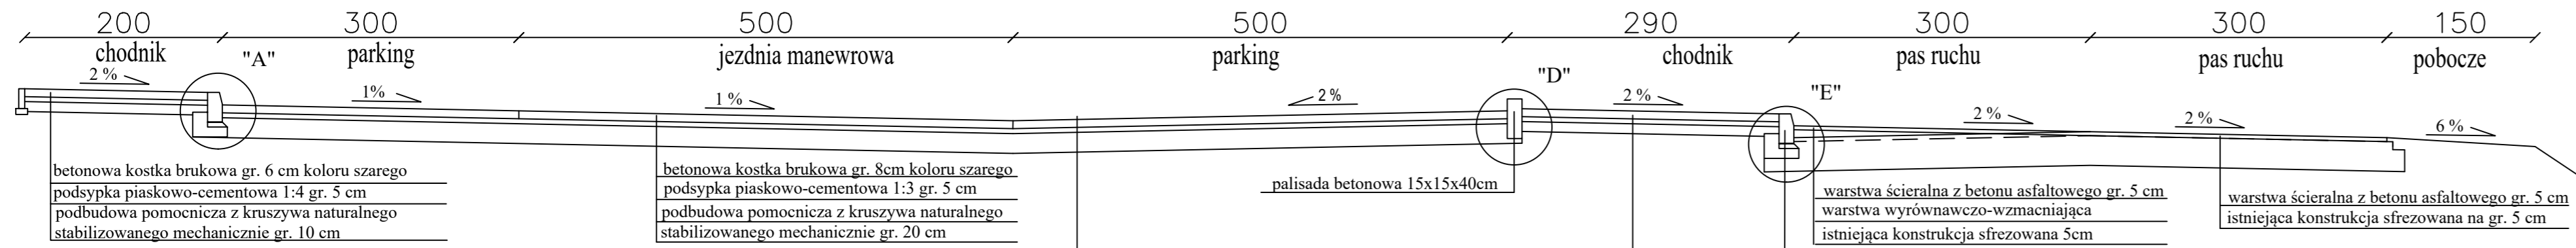 200 300 500 500 290 300 300 150
chodnik "A" parking jezdnia manewrowa parking "D" chodnik "E" pas ruchu pas ruchu pobocze
2 % 1% 1 % 2 % 2 % 2 % 2 % 6 %
betonowa kostka brukowa gr. 6 cm koloru szarego
podsypka piaskowo-cementowa 1:4 gr. 5 cm
podbudowa pomocnicza z kruszywa naturalnego
stabilizowanego mechanicznie gr. 10 cm
betonowa kostka brukowa gr. 8cm koloru szarego
podsypka piaskowo-cementowa 1:3 gr. 5 cm
podbudowa pomocnicza z kruszywa naturalnego
stabilizowanego mechanicznie gr. 20 cm
palisada betonowa 15x15x40cm
warstwa ścieralna z betonu asfaltowego gr. 5 cm
warstwa wyrównawczo-wzmacniająca
istniejąca konstrukcja sfrezowana 5cm
warstwa ścieralna z betonu asfaltowego gr. 5 cm
istniejąca konstrukcja sfrezowana na gr. 5 cm